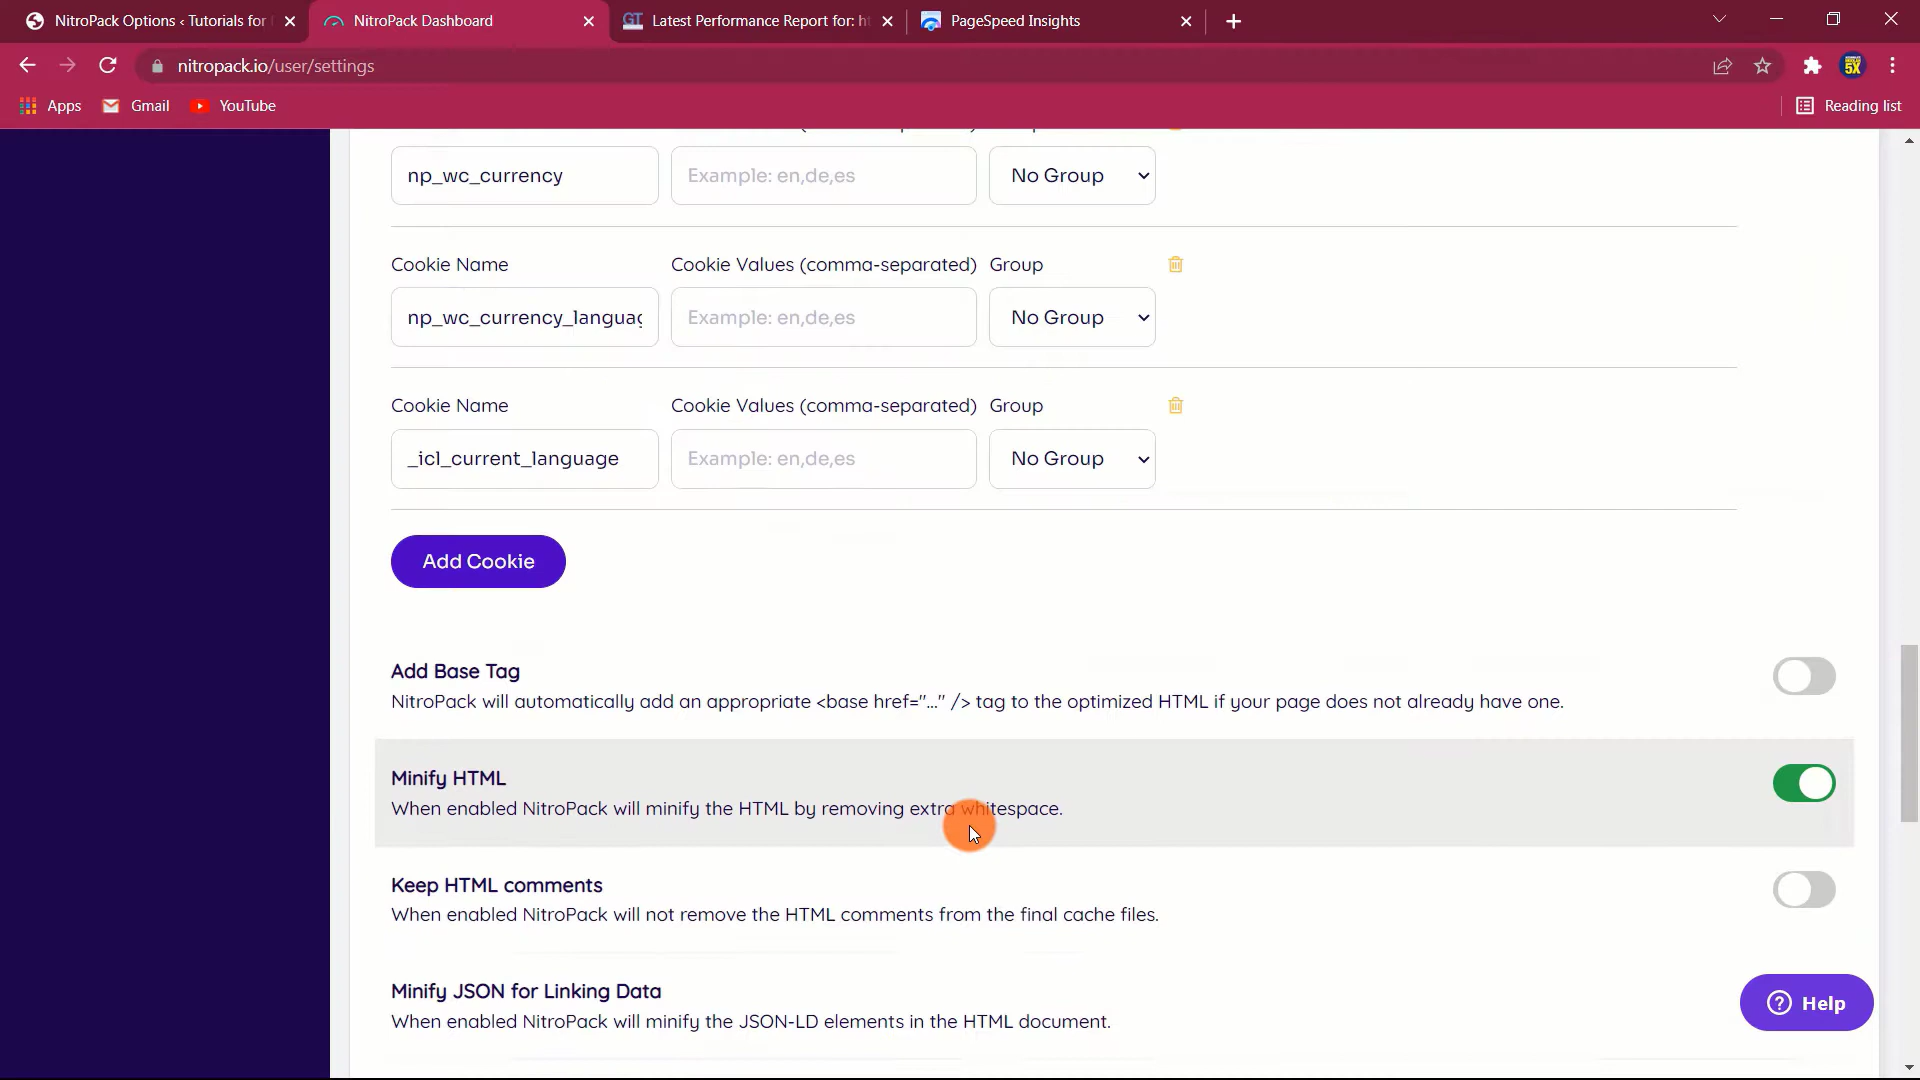 NitroPack Options ‹ Tutorials for
NitroPack Dashboard
GT Latest Performance Report for: h
PageSpeed Insights
nitropack.io/user/settings
5X
Apps
Gmail
YouTube
Reading list
np_wc_currency
Example: en,de,es
No Group
Cookie Name
Cookie Values (comma-separated)
Group
np_wc_currency_languag
Example: en,de,es
No Group
Cookie Name
Cookie Values (comma-separated)
Group
_icl_current_language
Example: en,de,es
No Group
Add Cookie
Add Base Tag
NitroPack will automatically add an appropriate <base href="..." /> tag to the optimized HTML if your page does not already have one.
Minify HTML
When enabled NitroPack will minify the HTML by removing extra whitespace.
Keep HTML comments
When enabled NitroPack will not remove the HTML comments from the final cache files.
Minify JSON for Linking Data
When enabled NitroPack will minify the JSON-LD elements in the HTML document.
? Help